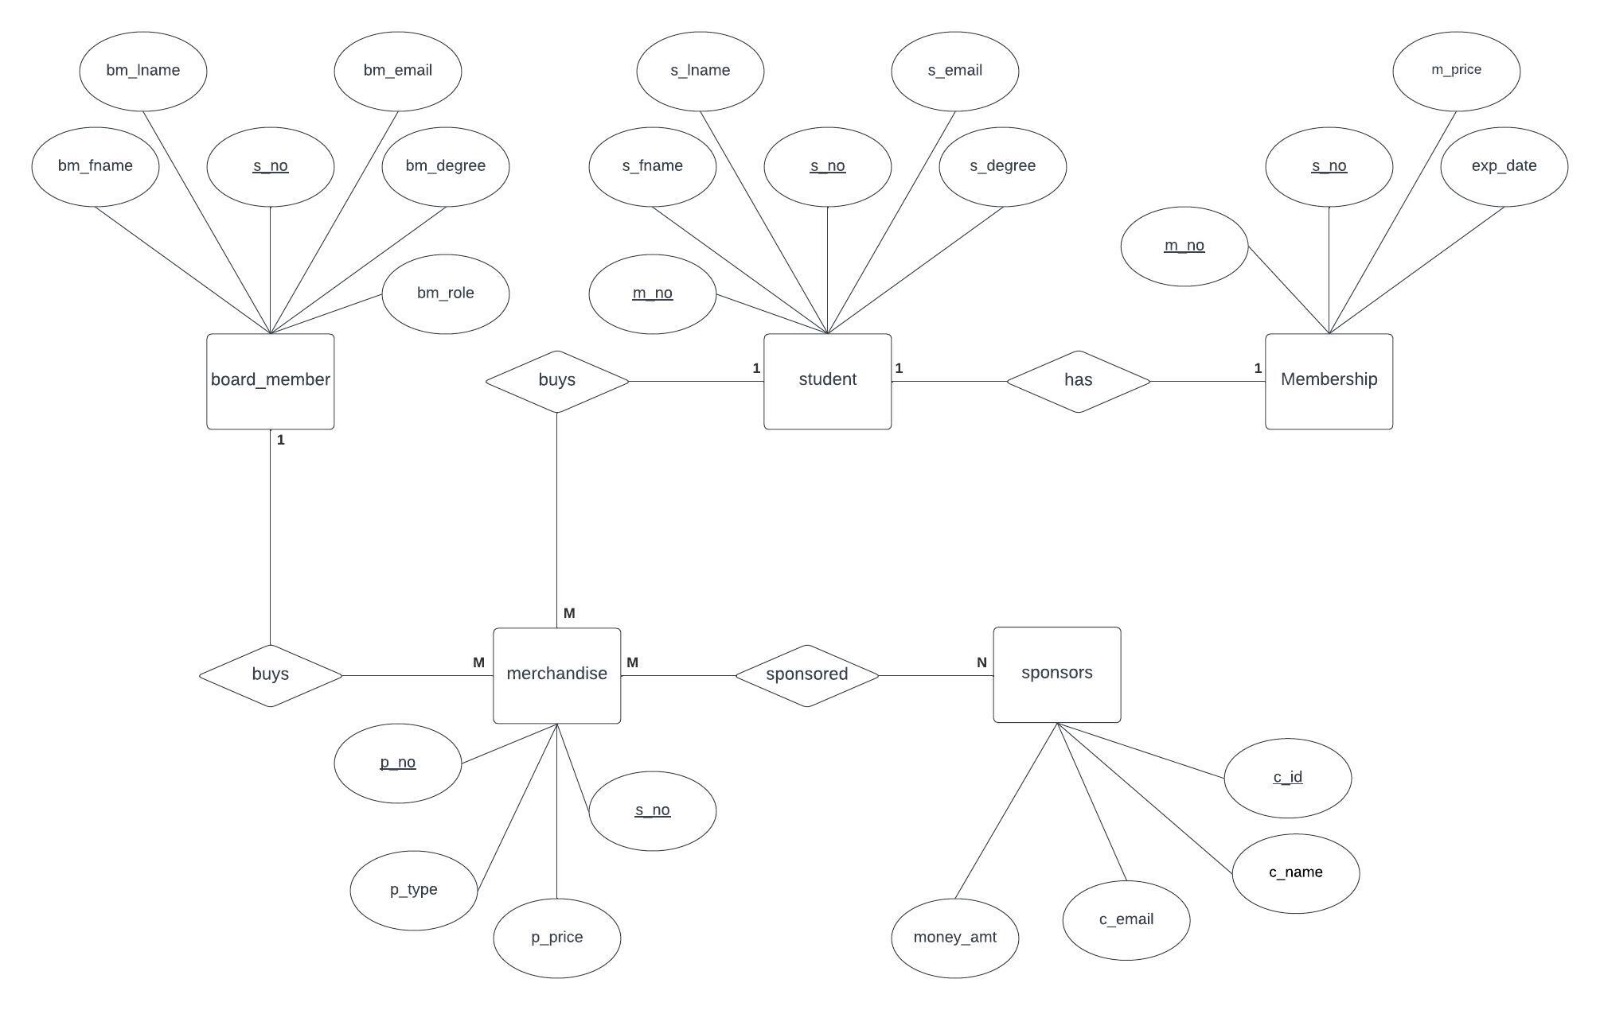 bm_lname
bm_email
s_lname
s_email
m_price
bm_fname
s_no
bm_degree
s_fname
s_no
s_degree
s_no
exp_date
m_no
bm_role
m_no
board_member
buys
1
student
1
has
1
Membership
1
M
buys
M
merchandise
M
sponsored
N
sponsors
p_no
s_no
c_id
p_type
p_price
money_amt
c_email
c_name